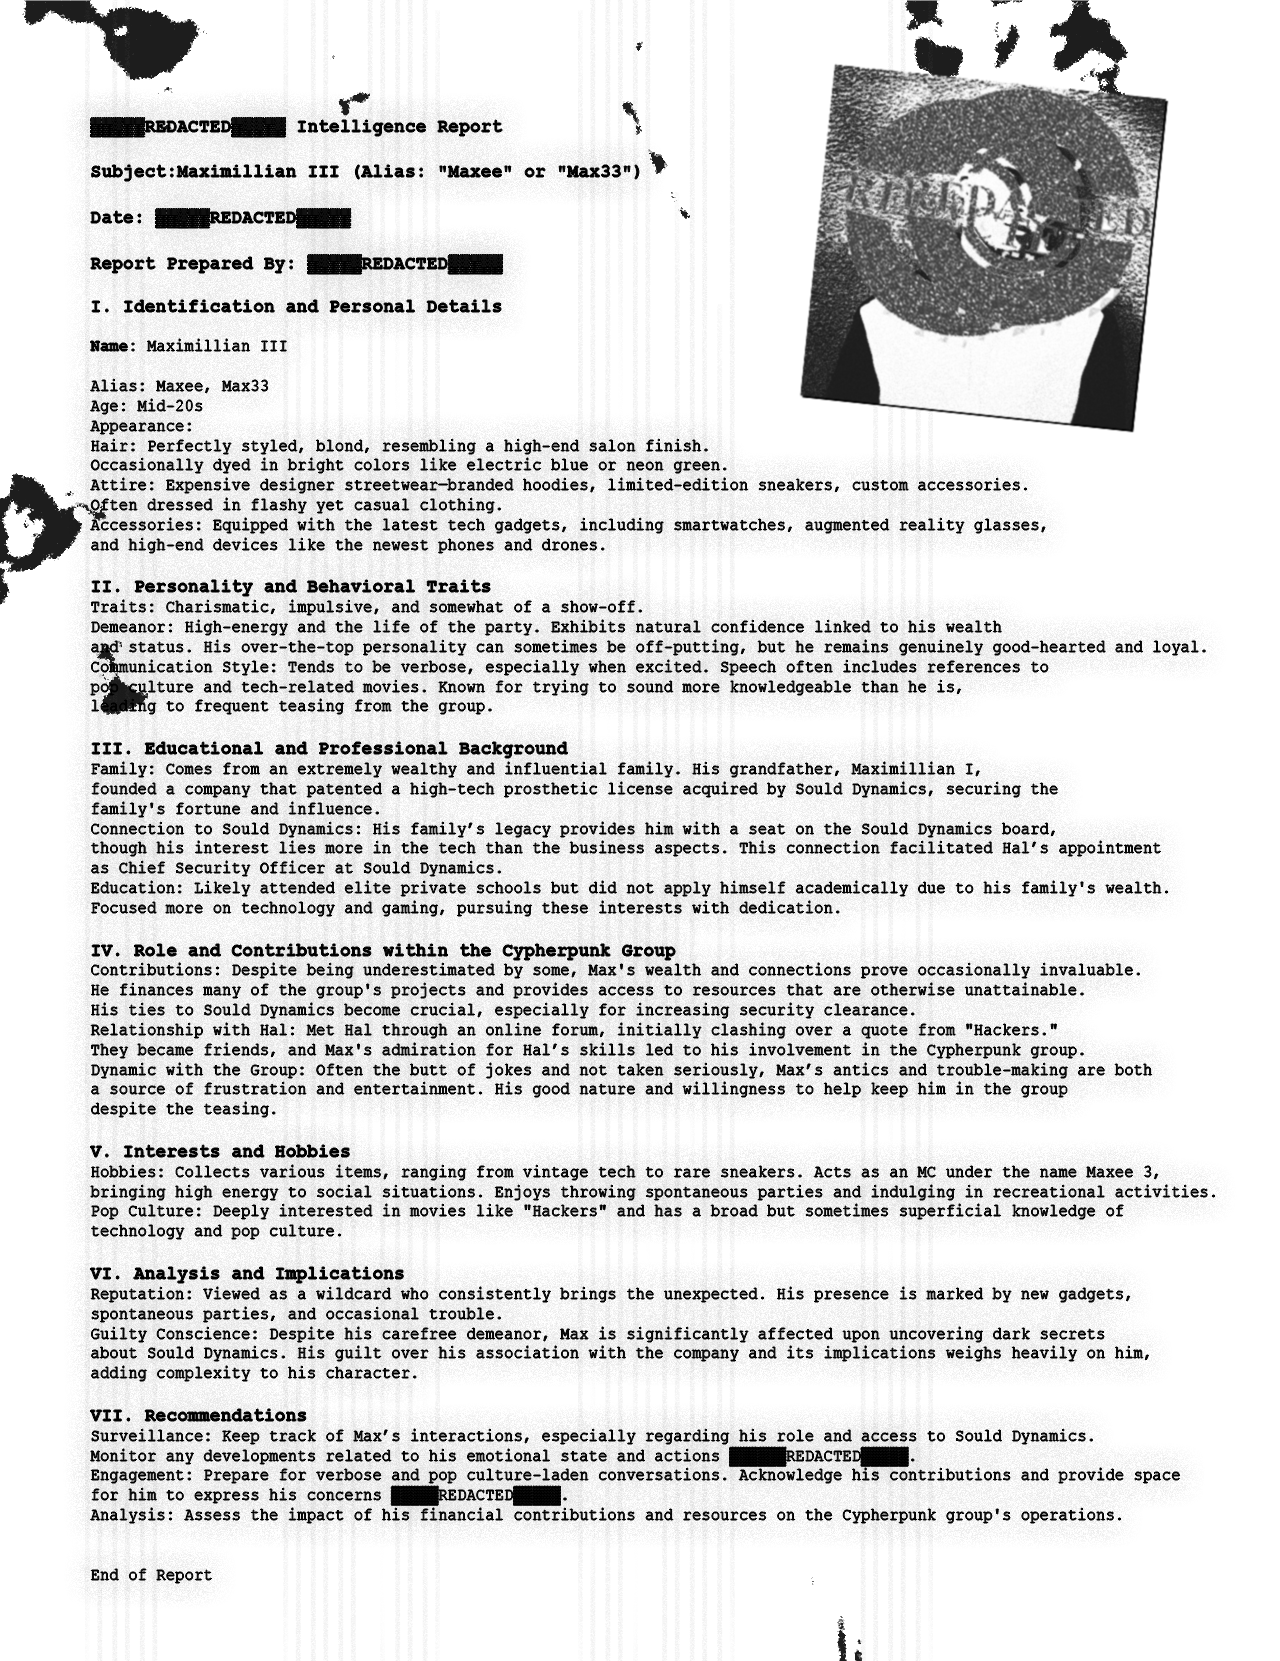 REDACTED Intelligence Report
Subject:Maximillian III (Alias: "Maxee" or "Max33")
Date: REDACTED
Report Prepared By: REDACTED
I. Identification and Personal Details
Name: Maximillian III
Alias: Maxee, Max33
Age: Mid-20s
Appearance:
Hair: Perfectly styled, blond, resembling a high-end salon finish.
Occasionally dyed in bright colors like electric blue or neon green.
Attire: Expensive designer streetwear—branded hoodies, limited-edition sneakers, custom accessories.
Often dressed in flashy yet casual clothing.
Accessories: Equipped with the latest tech gadgets, including smartwatches, augmented reality glasses,
and high-end devices like the newest phones and drones.
II. Personality and Behavioral Traits
Traits: Charismatic, impulsive, and somewhat of a show-off.
Demeanor: High-energy and the life of the party. Exhibits natural confidence linked to his wealth
and status. His over-the-top personality can sometimes be off-putting, but he remains genuinely good-hearted and loyal.
Communication Style: Tends to be verbose, especially when excited. Speech often includes references to
pop culture and tech-related movies. Known for trying to sound more knowledgeable than he is,
leading to frequent teasing from the group.
III. Educational and Professional Background
Family: Comes from an extremely wealthy and influential family. His grandfather, Maximillian I,
founded a company that patented a high-tech prosthetic license acquired by Sould Dynamics, securing the
family's fortune and influence.
Connection to Sould Dynamics: His family’s legacy provides him with a seat on the Sould Dynamics board,
though his interest lies more in the tech than the business aspects. This connection facilitated Hal’s appointment
as Chief Security Officer at Sould Dynamics.
Education: Likely attended elite private schools but did not apply himself academically due to his family's wealth.
Focused more on technology and gaming, pursuing these interests with dedication.
IV. Role and Contributions within the Cypherpunk Group
Contributions: Despite being underestimated by some, Max's wealth and connections prove occasionally invaluable.
He finances many of the group's projects and provides access to resources that are otherwise unattainable.
His ties to Sould Dynamics become crucial, especially for increasing security clearance.
Relationship with Hal: Met Hal through an online forum, initially clashing over a quote from "Hackers."
They became friends, and Max's admiration for Hal’s skills led to his involvement in the Cypherpunk group.
Dynamic with the Group: Often the butt of jokes and not taken seriously, Max’s antics and trouble-making are both
a source of frustration and entertainment. His good nature and willingness to help keep him in the group
despite the teasing.
V. Interests and Hobbies
Hobbies: Collects various items, ranging from vintage tech to rare sneakers. Acts as an MC under the name Maxee 3,
bringing high energy to social situations. Enjoys throwing spontaneous parties and indulging in recreational activities.
Pop Culture: Deeply interested in movies like "Hackers" and has a broad but sometimes superficial knowledge of
technology and pop culture.
VI. Analysis and Implications
Reputation: Viewed as a wildcard who consistently brings the unexpected. His presence is marked by new gadgets,
spontaneous parties, and occasional trouble.
Guilty Conscience: Despite his carefree demeanor, Max is significantly affected upon uncovering dark secrets
about Sould Dynamics. His guilt over his association with the company and its implications weighs heavily on him,
adding complexity to his character.
VII. Recommendations
Surveillance: Keep track of Max’s interactions, especially regarding his role and access to Sould Dynamics.
Monitor any developments related to his emotional state and actions REDACTED.
Engagement: Prepare for verbose and pop culture-laden conversations. Acknowledge his contributions and provide space
for him to express his concerns REDACTED.
Analysis: Assess the impact of his financial contributions and resources on the Cypherpunk group's operations.
End of Report